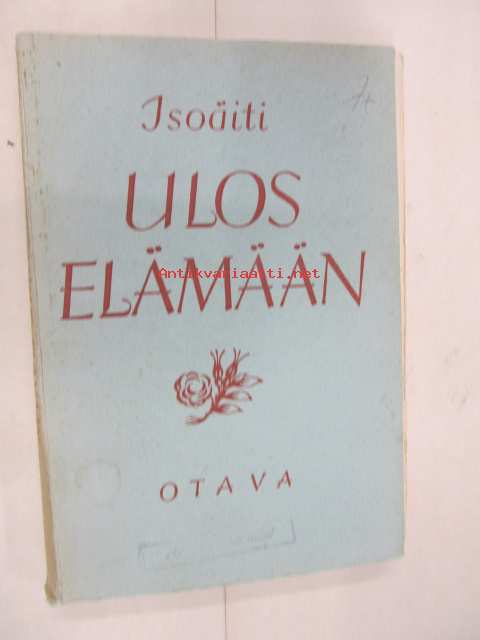 Isoäiti
ULOS
ELÄMÄÄN
Antikvariaatti.net
OTAVA